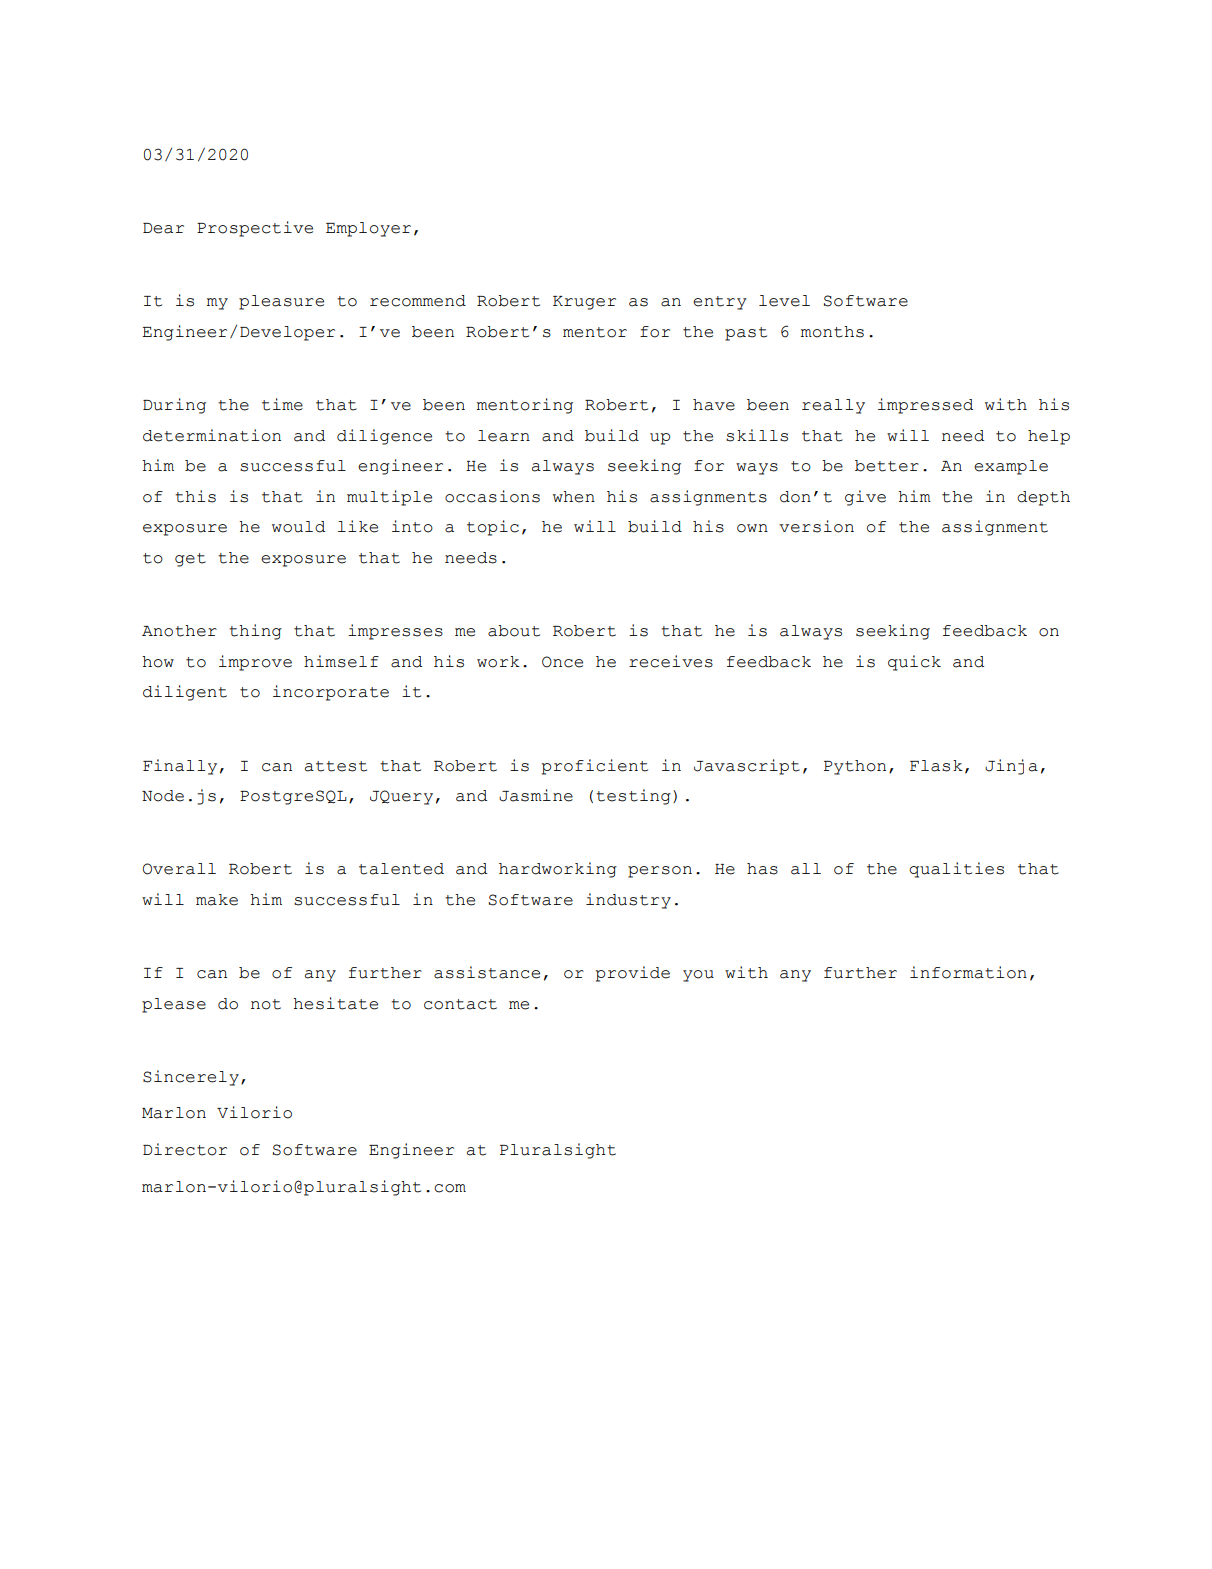 03/31/2020
Dear Prospective Employer,
It is my pleasure to recommend Robert Kruger as an entry level Software
Engineer/Developer. I’ve been Robert’s mentor for the past 6 months.
During the time that I’ve been mentoring Robert, I have been really impressed with his
determination and diligence to learn and build up the skills that he will need to help
him be a successful engineer. He is always seeking for ways to be better. An example
of this is that in multiple occasions when his assignments don’t give him the in depth
exposure he would like into a topic, he will build his own version of the assignment
to get the exposure that he needs.
Another thing that impresses me about Robert is that he is always seeking feedback on
how to improve himself and his work. Once he receives feedback he is quick and
diligent to incorporate it.
Finally, I can attest that Robert is proficient in Javascript, Python, Flask, Jinja,
Node.js, PostgreSQL, JQuery, and Jasmine (testing).
Overall Robert is a talented and hardworking person. He has all of the qualities that
will make him successful in the Software industry.
If I can be of any further assistance, or provide you with any further information,
please do not hesitate to contact me.
Sincerely,
Marlon Vilorio
Director of Software Engineer at Pluralsight
marlon-vilorio@pluralsight.com